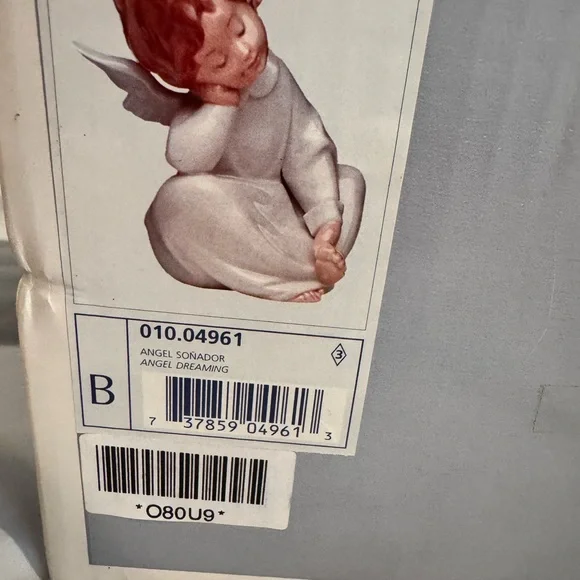 010.04961
ANGEL SOÑADOR
ANGEL DREAMING
3
B
7 37859 04961 3
*O80U9*